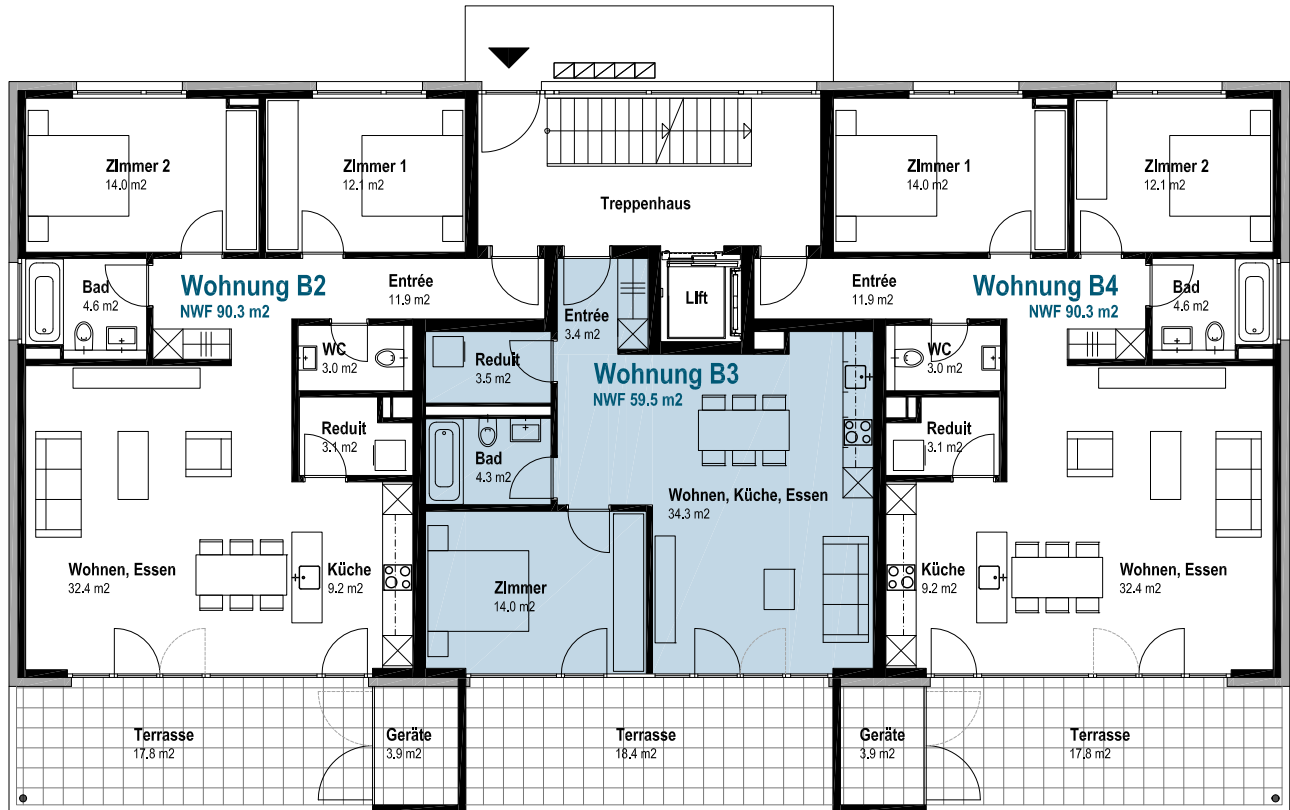 Zimmer 2
14.0 m2
Zimmer 1
12.1 m2
Treppenhaus
Zimmer 1
14.0 m2
Zimmer 2
12.1 m2
Bad
4.6 m2
Wohnung B2
NWF 90.3 m2
Entrée
11.9 m2
Entrée
3.4 m2
Lift
Entrée
11.9 m2
Wohnung B4
NWF 90.3 m2
Bad
4.6 m2
WC
3.0 m2
Reduit
3.5 m2
Wohnung B3
NWF 59.5 m2
WC
3.0 m2
Reduit
3.1 m2
Bad
4.3 m2
Reduit
3.1 m2
Wohnen, Küche, Essen
34.3 m2
Wohnen, Essen
32.4 m2
Küche
9.2 m2
Zimmer
14.0 m2
Küche
9.2 m2
Wohnen, Essen
32.4 m2
Terrasse
17.8 m2
Geräte
3.9 m2
Terrasse
18.4 m2
Geräte
3.9 m2
Terrasse
17.8 m2